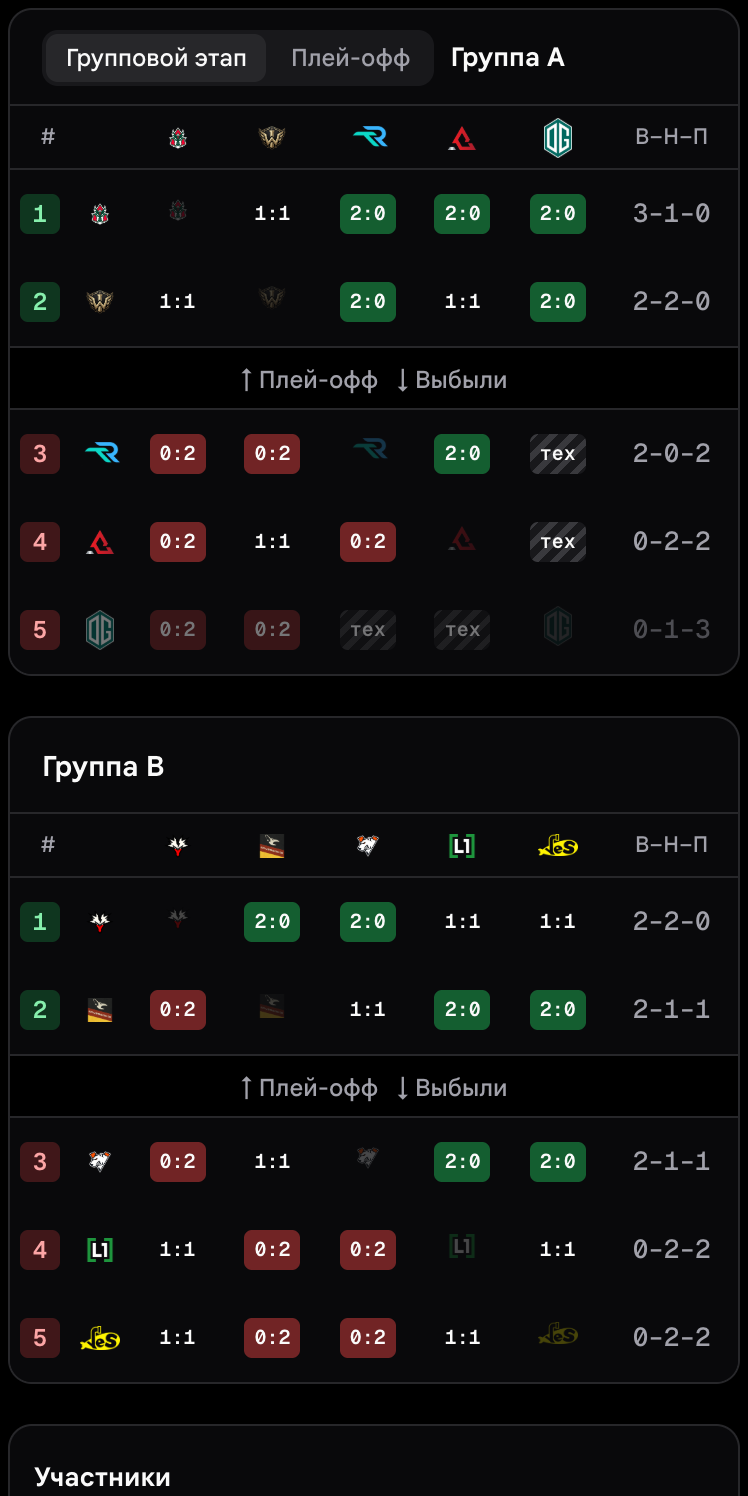 Групповой этап Плей-офф Группа A
# OG В-Н-П
1 1:1 2:0 2:0 2:0 3-1-0
2 1:1 2:0 1:1 2:0 2-2-0
↑ Плей-офф ↓ Выбыли
3 0:2 0:2 2:0 тех 2-0-2
4 0:2 1:1 0:2 тех 0-2-2
5 OG 0:2 0:2 тех тех OG 0-1-3
Группа B
# L1 В-Н-П
1 2:0 2:0 1:1 1:1 2-2-0
2 0:2 1:1 2:0 2:0 2-1-1
↑ Плей-офф ↓ Выбыли
3 0:2 1:1 2:0 2:0 2-1-1
4 L1 1:1 0:2 0:2 L1 1:1 0-2-2
5 1:1 0:2 0:2 1:1 0-2-2
Участники